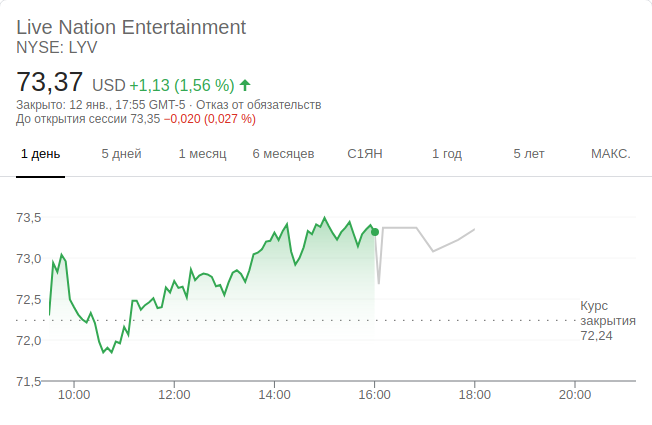 Live Nation Entertainment
NYSE: LYV
73,37 USD +1,13 (1,56 %)
Закрыто: 12 янв., 17:55 GMT-5 · Отказ от обязательств
До открытия сессии 73,35 −0,020 (0,027 %)
1 день 5 дней 1 месяц 6 месяцев С1ЯН 1 год 5 лет МАКС.
73,5
73,0
72,5
Курс закрытия 72,24
72,0
71,5
10:00 12:00 14:00 16:00 18:00 20:00